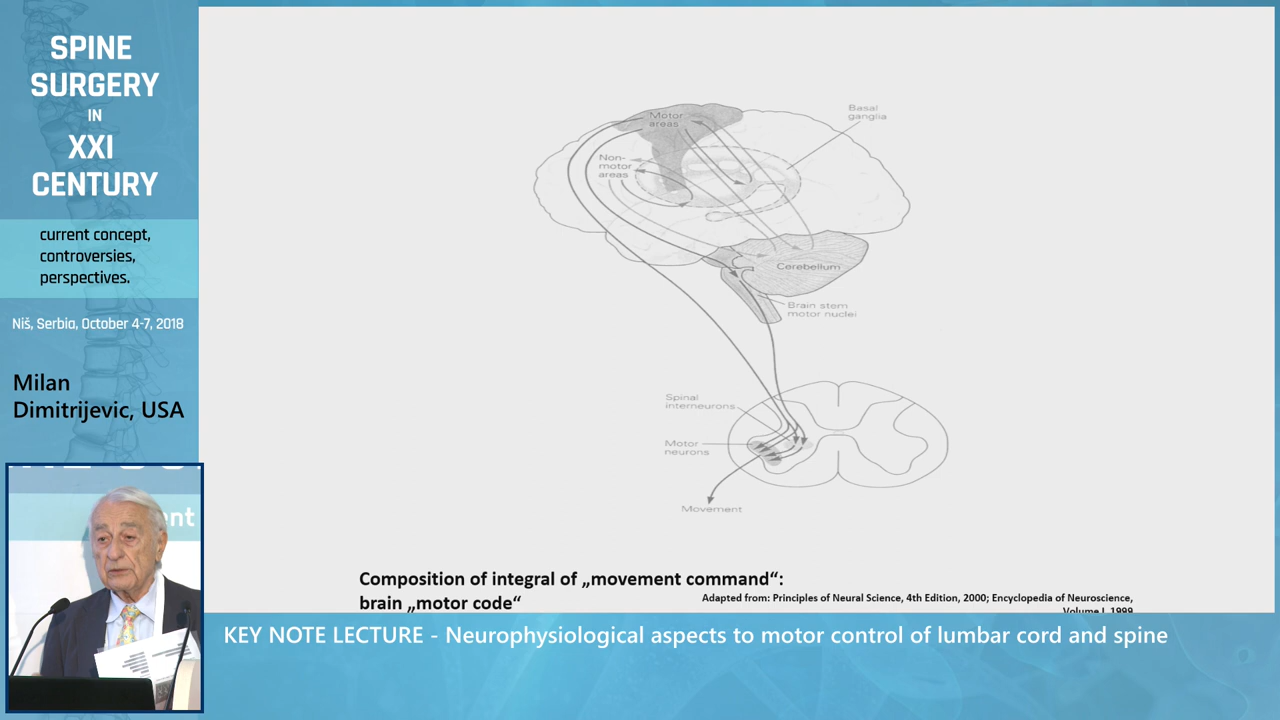 SPINE
SURGERY
IN
XXI
CENTURY
current concept,
controversies,
perspectives.
Niš, Serbia, October 4-7, 2018
Milan
Dimitrijevic, USA
ent
Motor
areas
Basal
ganglia
Non-
motor
areas
Cerebellum
Brain stem
motor nuclei
Spinal
interneurons
Motor
neurons
Movement
Composition of integral of „movement command“:
brain „motor code“
Adapted from: Principles of Neural Science, 4th Edition, 2000; Encyclopedia of Neuroscience,
Volume I, 1999
KEY NOTE LECTURE - Neurophysiological aspects to motor control of lumbar cord and spine